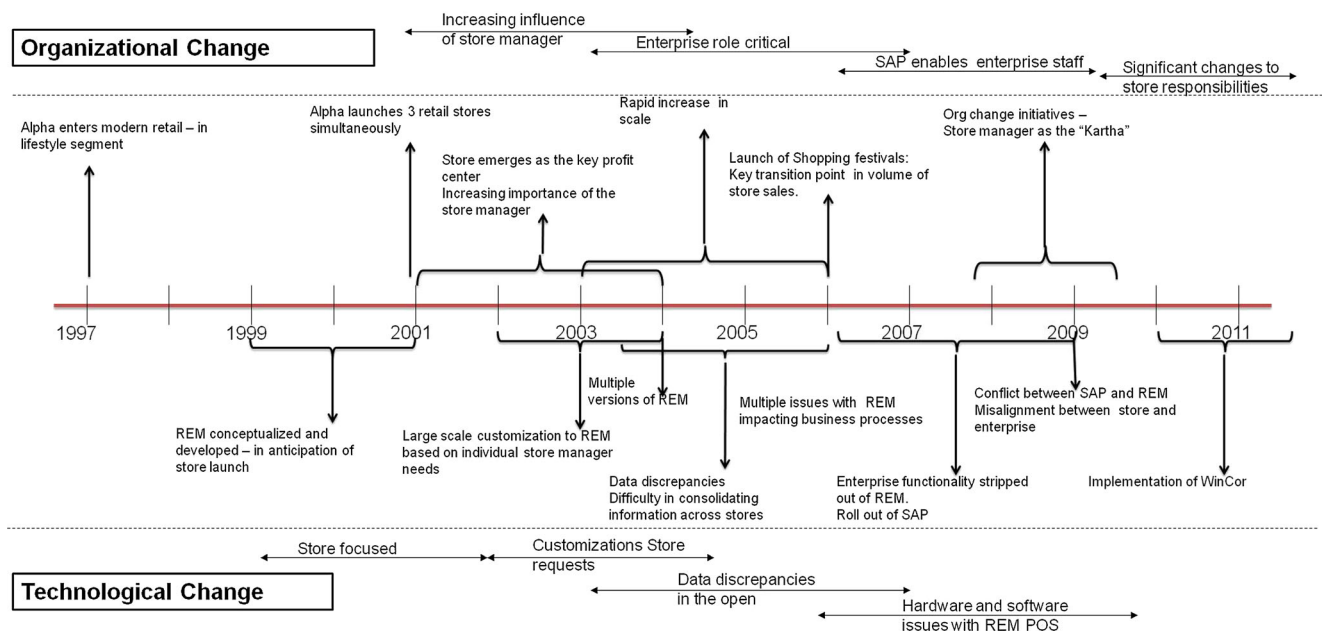 Increasing influence
of store manager
Organizational Change
Enterprise role critical
SAP enables enterprise staff
Significant changes to
store responsibilities
Alpha enters modern retail – in
lifestyle segment
Alpha launches 3 retail stores
simultaneously
Store emerges as the key profit
center
Increasing importance of the
store manager
Rapid increase in
scale
Launch of Shopping festivals:
Key transition point in volume of
store sales.
Org change initiatives –
Store manager as the “Kartha”
1997
1999
2001
2003
2005
2007
2009
2011
REM conceptualized and
developed – in anticipation of
store launch
Large scale customization to REM
based on individual store manager
needs
Multiple
versions of REM
Data discrepancies
Difficulty in consolidating
information across stores
Multiple issues with REM
impacting business processes
Enterprise functionality stripped
out of REM.
Roll out of SAP
Conflict between SAP and REM
Misalignment between store and
enterprise
Implementation of WinCor
Technological Change
Store focused
Customizations Store
requests
Data discrepancies
in the open
Hardware and software
issues with REM POS